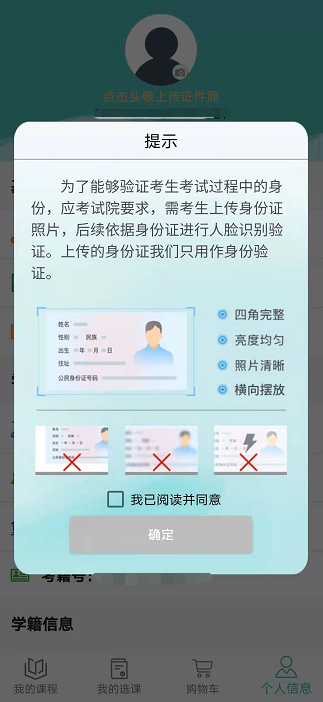 点击头像上传证件照
提示
为了能够验证考生考试过程中的身
份，应考试院要求，需考生上传身份证
照片，后续依据身份证进行人脸识别验
证。上传的身份证我们只用作身份验
证。
姓名
性别 民族
出生 年 月 日
住址
公民身份证号码
四角完整
亮度均匀
照片清晰
横向摆放
我已阅读并同意
确定
考籍号：
学籍信息
我的课程 我的选课 购物车 个人信息